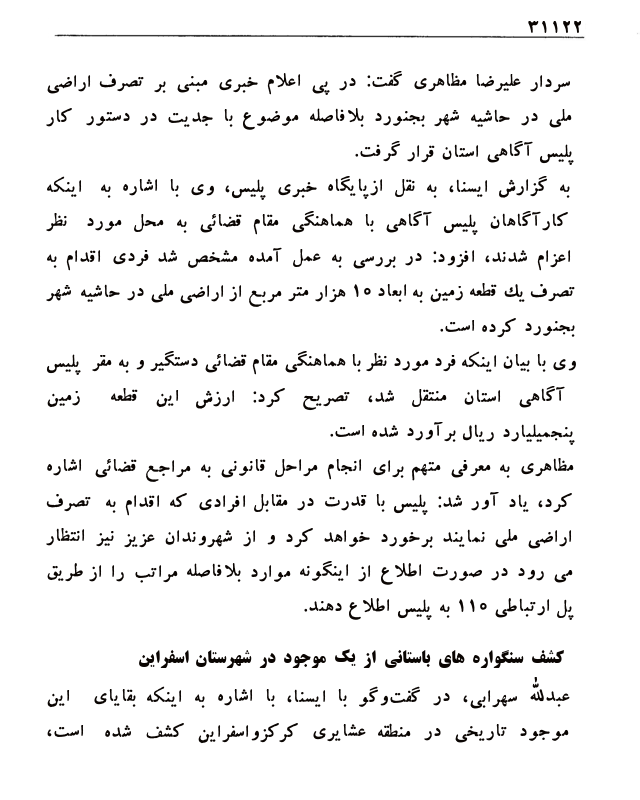 ۳۱۱۲۲
سردار علیرضا مظاهری گفت: در پی اعلام خبری مبنی بر تصرف اراضی
ملی در حاشیه شهر بجنورد بلافاصله موضوع با جدیت در دستور کار
پلیس آگاهی استان قرار گرفت.
به گزارش ایسنا، به نقل ازپایگاه خبری پلیس، وی با اشاره به اینکه
کارآگاهان پلیس آگاهی با هماهنگی مقام قضائی به محل مورد نظر
اعزام شدند، افزود: در بررسی به عمل آمده مشخص شد فردی اقدام به
تصرف یك قطعه زمین به ابعاد ۱۵ هزار متر مربع از اراضی ملی در حاشیه شهر
بجنورد کرده است.
وی با بیان اینکه فرد مورد نظر با هماهنگی مقام قضائی دستگیر و به مقر پلیس
آگاهی استان منتقل شد، تصریح کرد: ارزش این قطعه زمین
پنجمیلیارد ریال برآورد شده است.
مظاهری به معرفی متهم برای انجام مراحل قانونی به مراجع قضائی اشاره
کرد، یاد آور شد: پلیس با قدرت در مقابل افرادی که اقدام به تصرف
اراضی ملی نمایند برخورد خواهد کرد و از شهروندان عزیز نیز انتظار
می رود در صورت اطلاع از اینگونه موارد بلافاصله مراتب را از طریق
پل ارتباطی ۱۱۰ به پلیس اطلاع دهند.
کشف سنگواره های باستانی از یک موجود در شهرستان اسفراین
عبدالله سهرابی، در گفت‌وگو با ایسنا، با اشاره به اینکه بقایای این
موجود تاریخی در منطقه عشایری کرکزواسفراین کشف شده است،